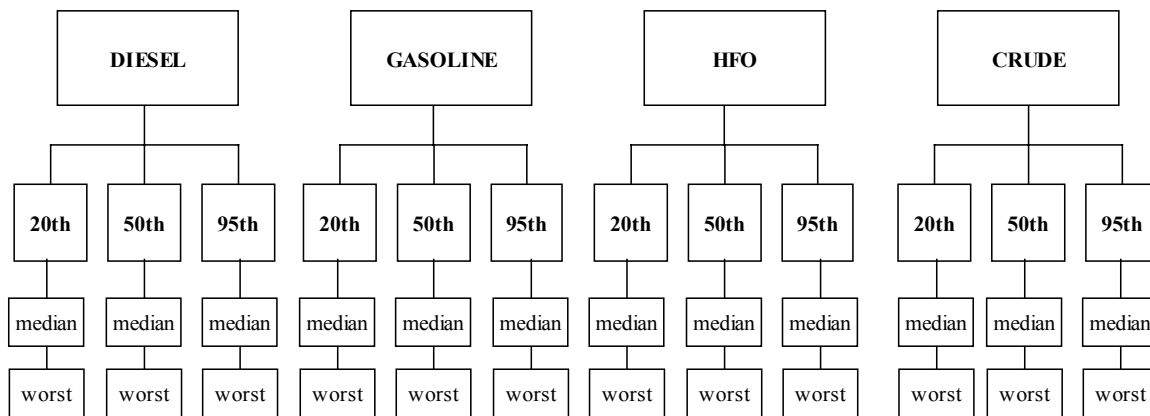 DIESEL GASOLINE HFO CRUDE
20th 50th 95th 20th 50th 95th 20th 50th 95th 20th 50th 95th
median median median median median median median median median median median median
worst worst worst worst worst worst worst worst worst worst worst worst